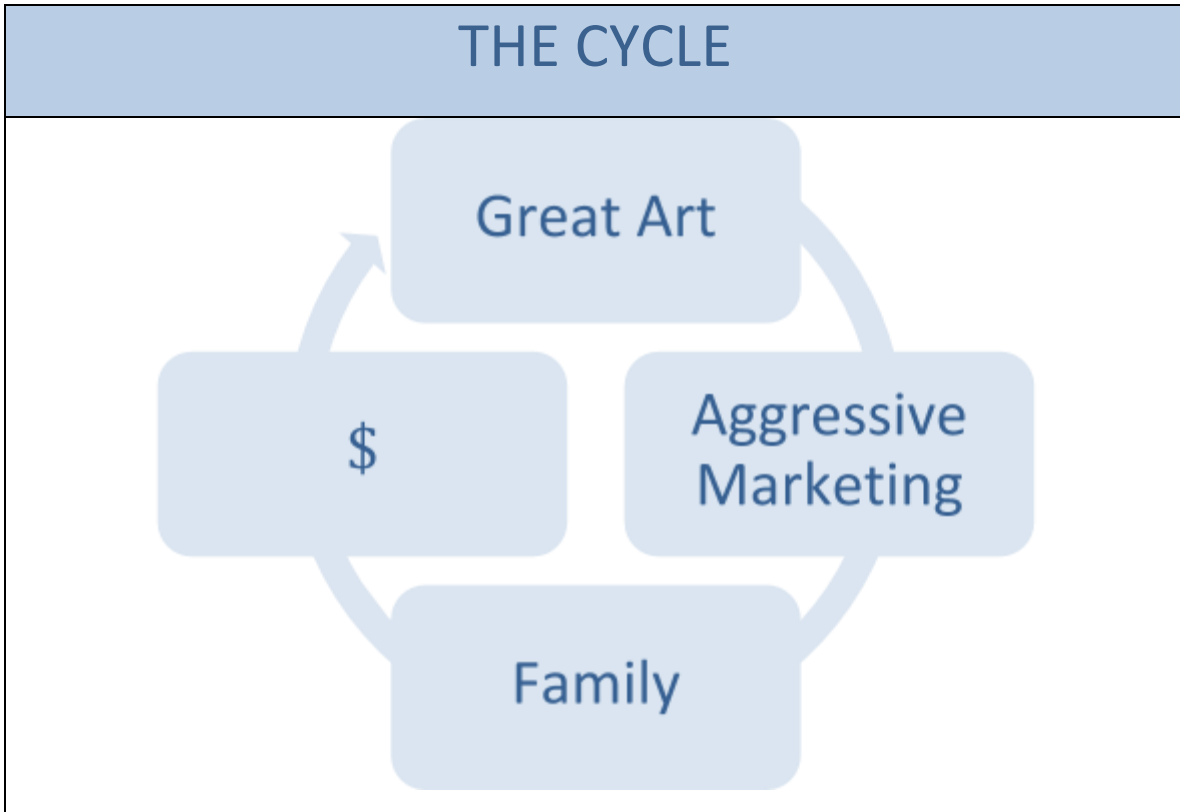 THE CYCLE
Great Art
Aggressive
Marketing
Family
$